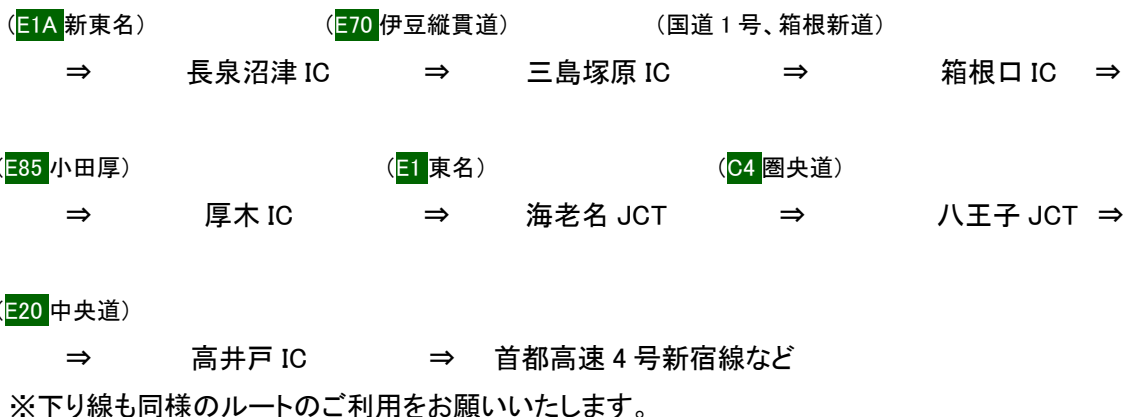 （E1A 新東名） （E70 伊豆縦貫道） （国道 1 号、箱根新道）
⇒ 長泉沼津 IC ⇒ 三島塚原 IC ⇒ 箱根口 IC ⇒
（E85 小田厚） （E1 東名） （C4 圏央道）
⇒ 厚木 IC ⇒ 海老名 JCT ⇒ 八王子 JCT ⇒
（E20 中央道）
⇒ 高井戸 IC ⇒ 首都高速 4 号新宿線など
※下り線も同様のルートのご利用をお願いいたします。